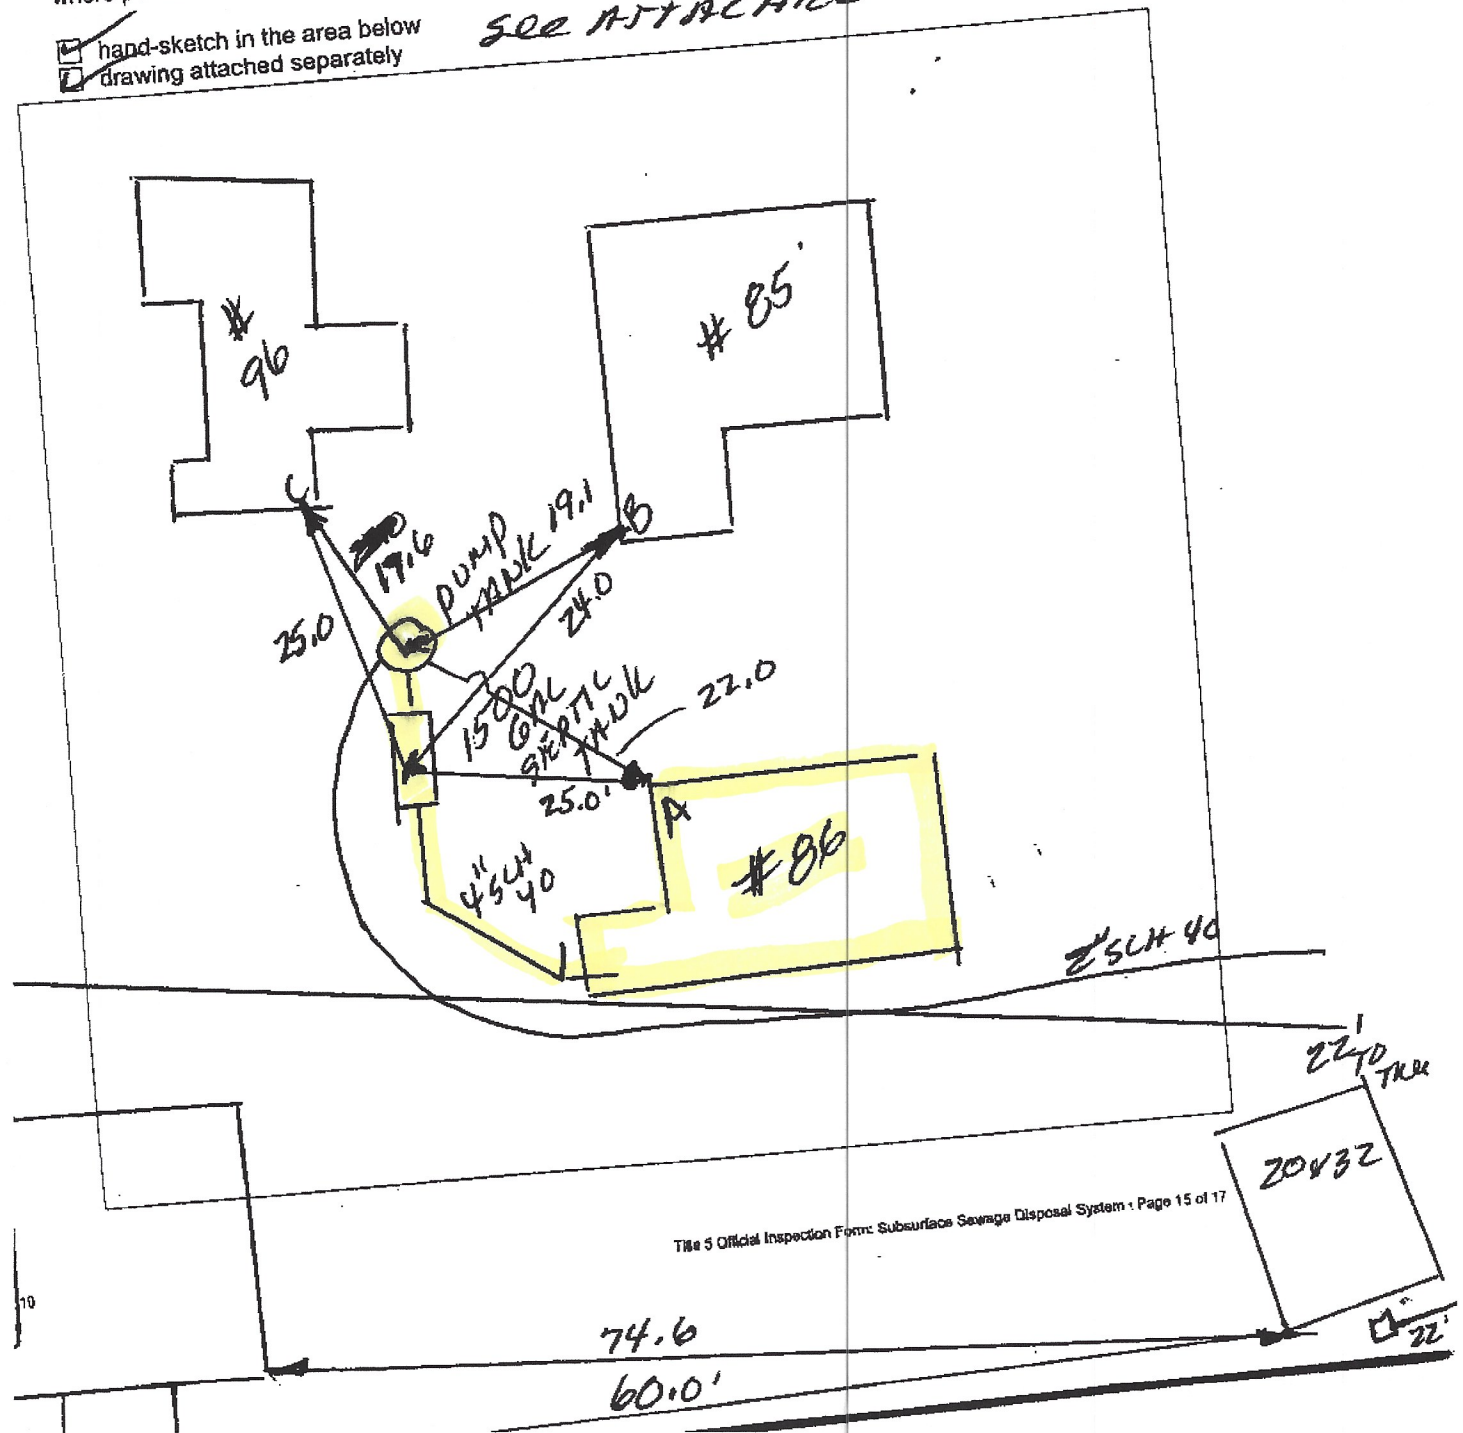 hand-sketch in the area below
drawing attached separately
See
#
96
# 85
C
B
19.1
PUMP
TANK
19.6
24.0
25.0
1500
GAL
SEPTIC
TANK
22.0
25.0'
A
# 86
4" SCH
40
2" SCH 40
22'
TO
TREE
20x32
Title 5 Official Inspection Form: Subsurface Sewage Disposal System • Page 15 of 17
10
74.6
60.0'
22'